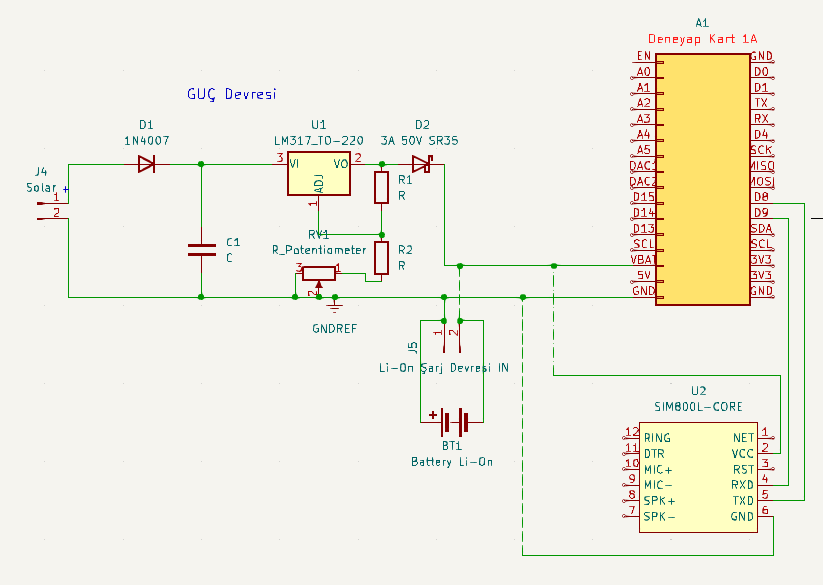 A1
Deneyap Kart 1A
EN
A0
A1
A2
A3
A4
A5
DAC1
DAC2
D15
D14
D13
SCL
VBAT
5V
GND
GND
D0
D1
TX
RX
D4
SCK
MISO
MOSI
D8
D9
SDA
SCL
3V3
3V3
GND
GUÇ Devresi
D1
1N4007
U1
LM317_TO-220
D2
3A 50V SR35
3
VI
VO
2
ADJ
1
J4
Solar +
1
2
R1
R
C1
C
RV1
R_Potentiometer
3
1
2
R2
R
GNDREF
J5
1
2
Li-On Şarj Devresi IN
+
BT1
Battery Li-On
U2
SIM800L-CORE
12
RING
11
DTR
10
MIC+
9
MIC-
8
SPK+
7
SPK-
NET
1
VCC
2
RST
3
RXD
4
TXD
5
GND
6